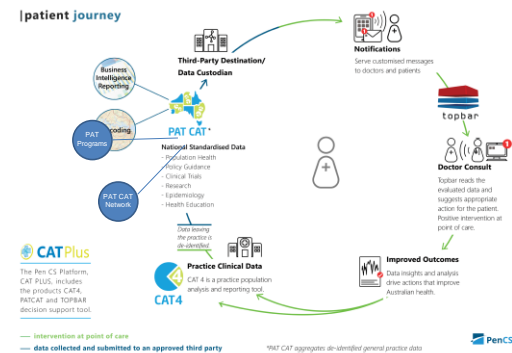 |patient journey
Third-Party Destination/
Data Custodian
Notifications
Serve customised messages
to doctors and patients
topbar
Doctor Consult
Topbar reads the
evaluated data and
suggests appropriate
action for the patient.
Positive intervention at
point of care.
Improved Outcomes
Data insights and analysis
drive actions that improve
Australian health.
Practice Clinical Data
CAT 4 is a practice population
analysis and reporting tool.
4
CAT4
Data leaving
the practice is
de-identified.
Business
Intelligence
Reporting
coding
PAT
Programs
PAT CAT
Network
PAT CAT*
National Standardised Data
- Population Health
- Policy Guidance
- Clinical Trials
- Research
- Epidemiology
- Health Education
CAT Plus
The Pen CS Platform,
CAT PLUS, includes
the products CAT4,
PATCAT and TOPBAR
decision support tool.
intervention at point of care
data collected and submitted to an approved third party
*PAT CAT aggregates de-identified general practice data
PenCS